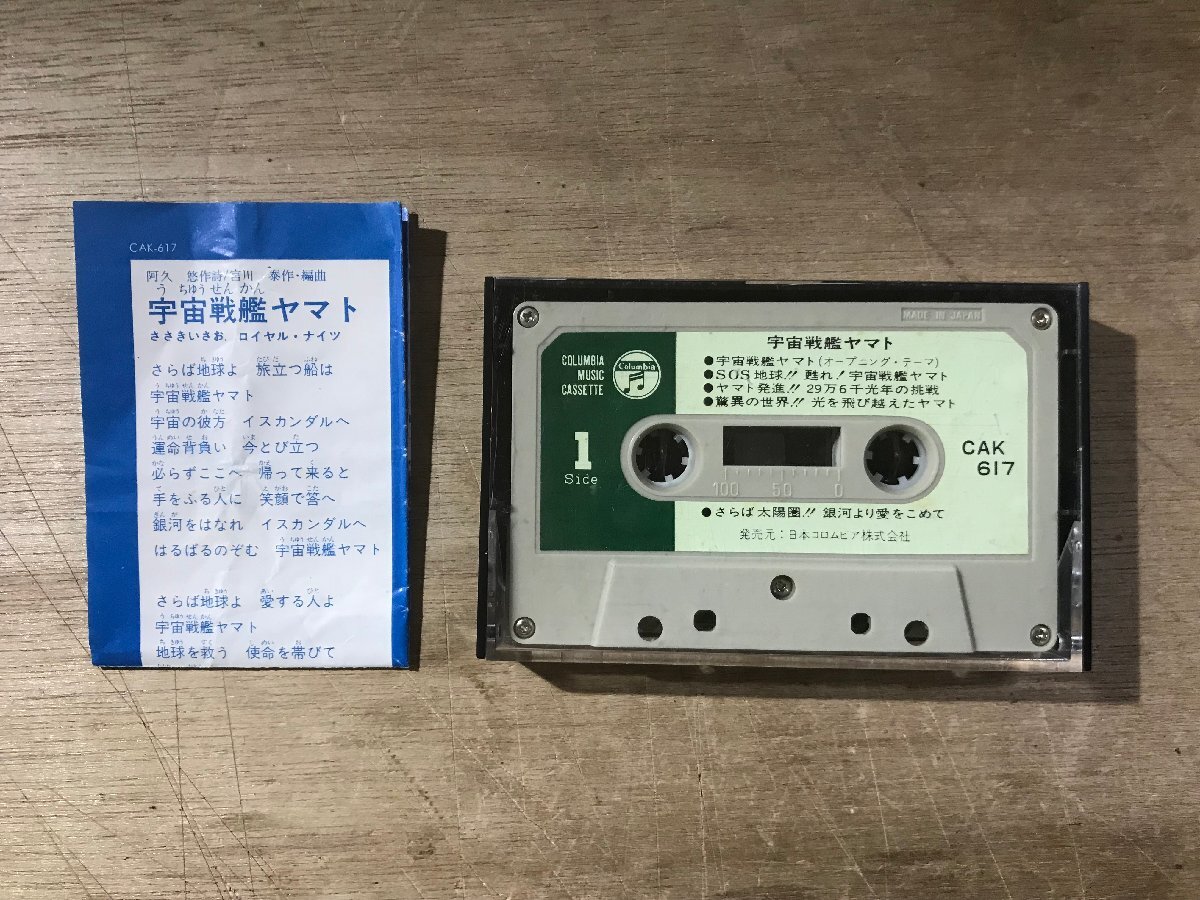 CAK-617
阿久 悠作詩/宮川 泰作・編曲
う ちゅう せん かん
宇宙戦艦ヤマト
ささきいさお、ロイヤル・ナイツ
さらば地球よ 旅立つ船は
宇宙戦艦ヤマト
宇宙の彼方 イスカンダルへ
運命背負い 今とび立つ
必らずここへ 帰って来ると
手をふる人に 笑顔で答へ
銀河をはなれ イスカンダルへ
はるばるのぞむ 宇宙戦艦ヤマト
さらば地球よ 愛する人よ
宇宙戦艦ヤマト
地球を救う 使命を帯びて
MADE IN JAPAN
COLUMBIA
MUSIC
CASSETTE
Columbia
宇宙戦艦ヤマト
●宇宙戦艦ヤマト(オープニング・テーマ)
●SOS地球!! 甦れ!宇宙戦艦ヤマト
●ヤマト発進!! 29万6千光年の挑戦
●驚異の世界!! 光を飛び越えたヤマト
1
Side
100 50 0
CAK
617
●さらば太陽圏!! 銀河より愛をこめて
発売元:日本コロムビア株式会社